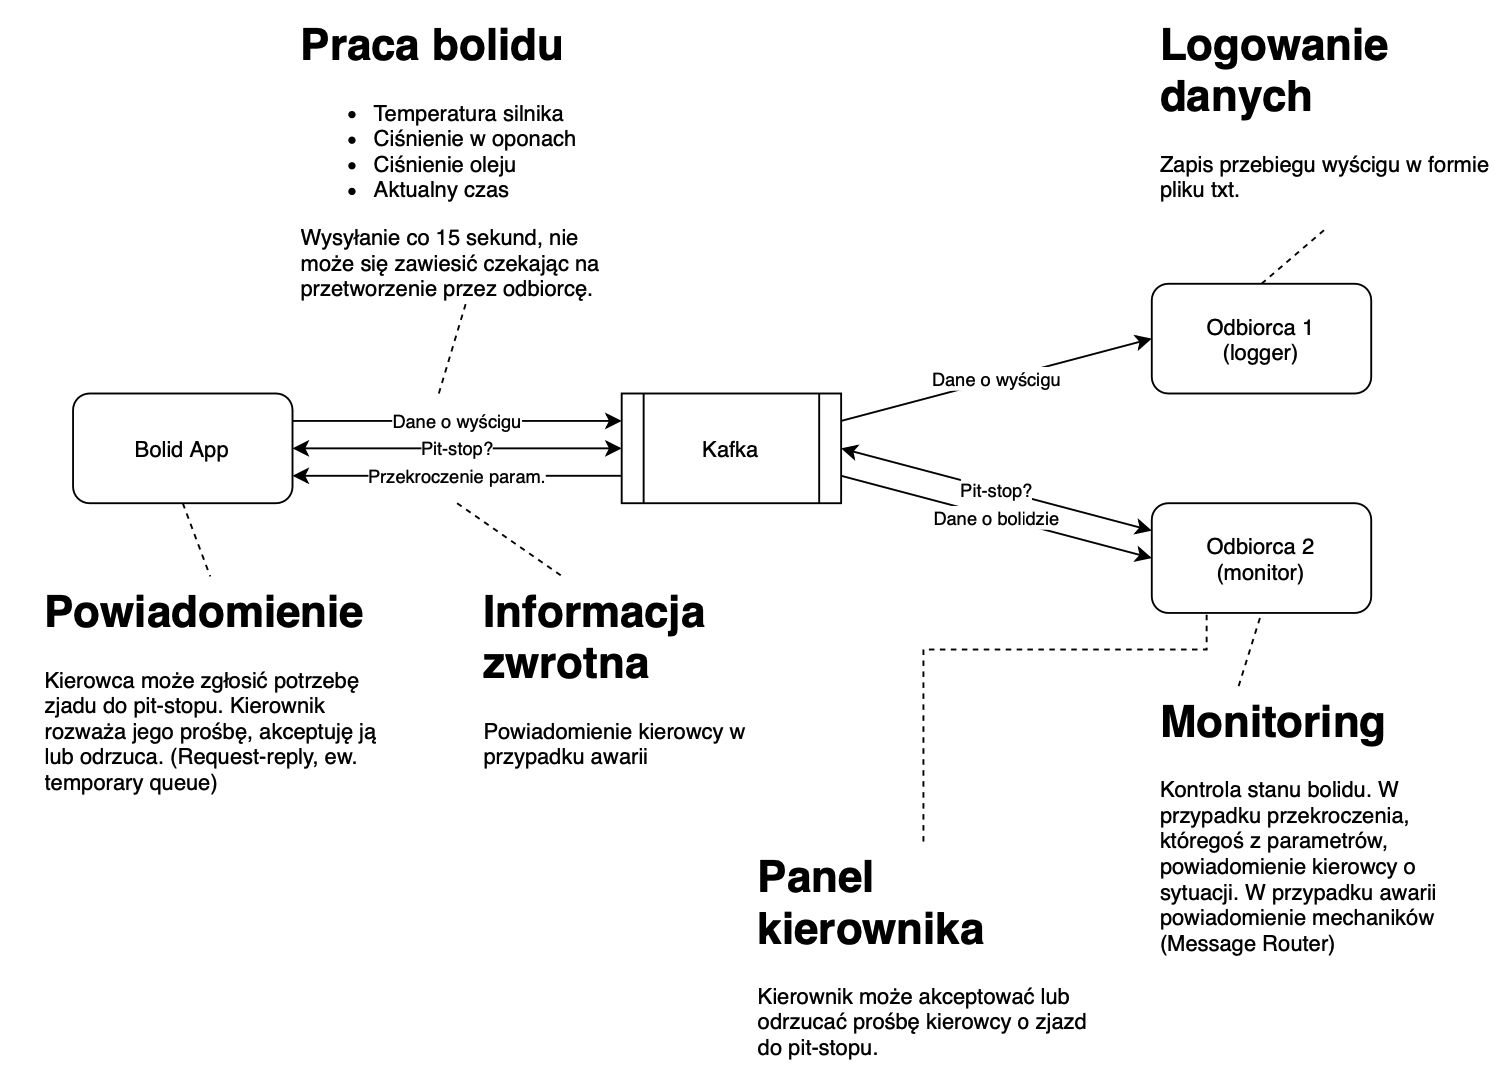 Praca bolidu
• Temperatura silnika
• Ciśnienie w oponach
• Ciśnienie oleju
• Aktualny czas
Wysyłanie co 15 sekund, nie
może się zawiesić czekając na
przetworzenie przez odbiorcę.
Logowanie
danych
Zapis przebiegu wyścigu w formie
pliku txt.
Odbiorca 1
(logger)
Dane o wyścigu
Bolid App
Dane o wyścigu
Pit-stop?
Przekroczenie param.
Kafka
Pit-stop?
Dane o bolidzie
Odbiorca 2
(monitor)
Powiadomienie
Kierowca może zgłosić potrzebę
zjadu do pit-stopu. Kierownik
rozważa jego prośbę, akceptuję ją
lub odrzuca. (Request-reply, ew.
temporary queue)
Informacja
zwrotna
Powiadomienie kierowcy w
przypadku awarii
Monitoring
Kontrola stanu bolidu. W
przypadku przekroczenia,
któregoś z parametrów,
powiadomienie kierowcy o
sytuacji. W przypadku awarii
powiadomienie mechaników
(Message Router)
Panel
kierownika
Kierownik może akceptować lub
odrzucać prośbę kierowcy o zjazd
do pit-stopu.